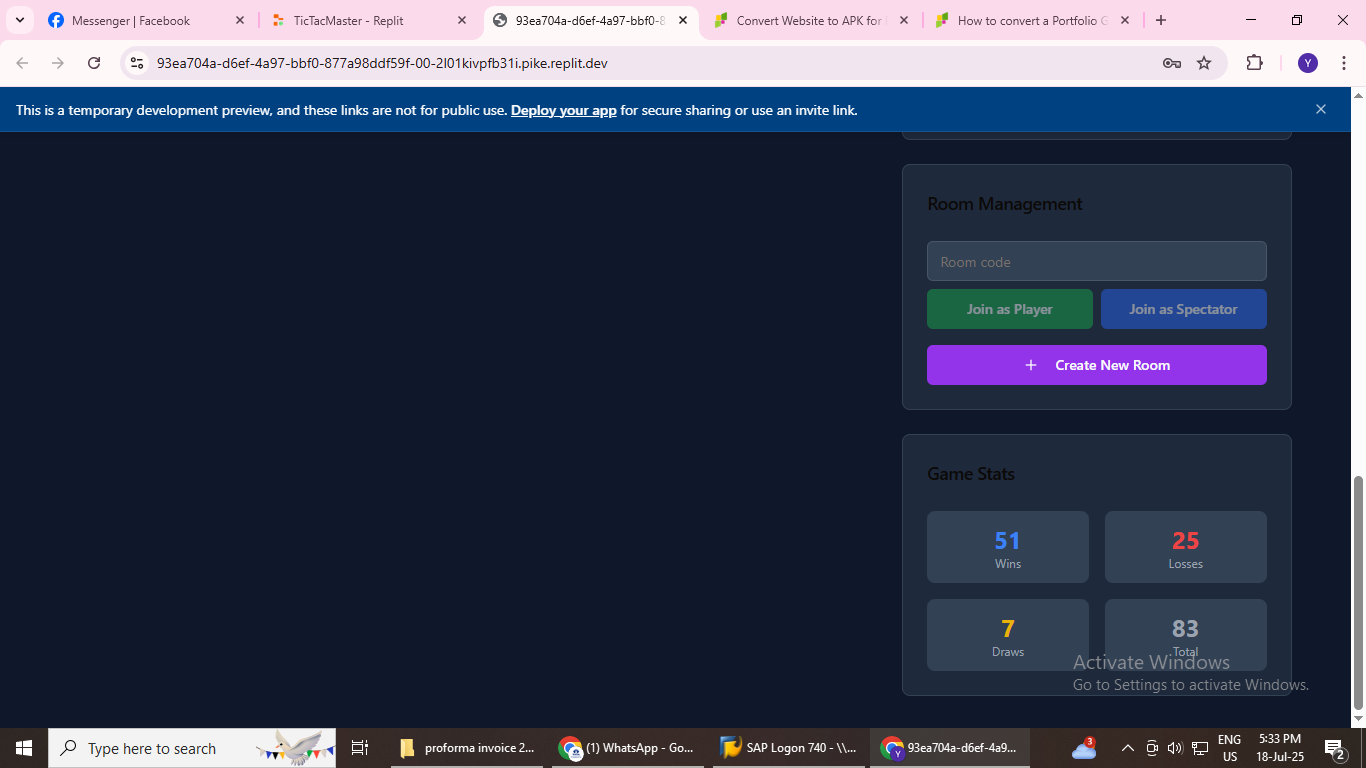 Messenger | Facebook
TicTacMaster - Replit
93ea704a-d6ef-4a97-bbf0-8
Convert Website to APK for
How to convert a Portfolio G
93ea704a-d6ef-4a97-bbf0-877a98ddf59f-00-2l01kivpfb31i.pike.replit.dev
Y
This is a temporary development preview, and these links are not for public use. Deploy your app for secure sharing or use an invite link.
Room Management
Room code
Join as Player
Join as Spectator
+ Create New Room
Game Stats
51
Wins
25
Losses
7
Draws
83
Total
Activate Windows
Go to Settings to activate Windows.
Type here to search
proforma invoice 2...
(1) WhatsApp - Go...
SAP Logon 740 - \\...
Y
93ea704a-d6ef-4a9...
3
ENG
US
5:33 PM
18-Jul-25
2